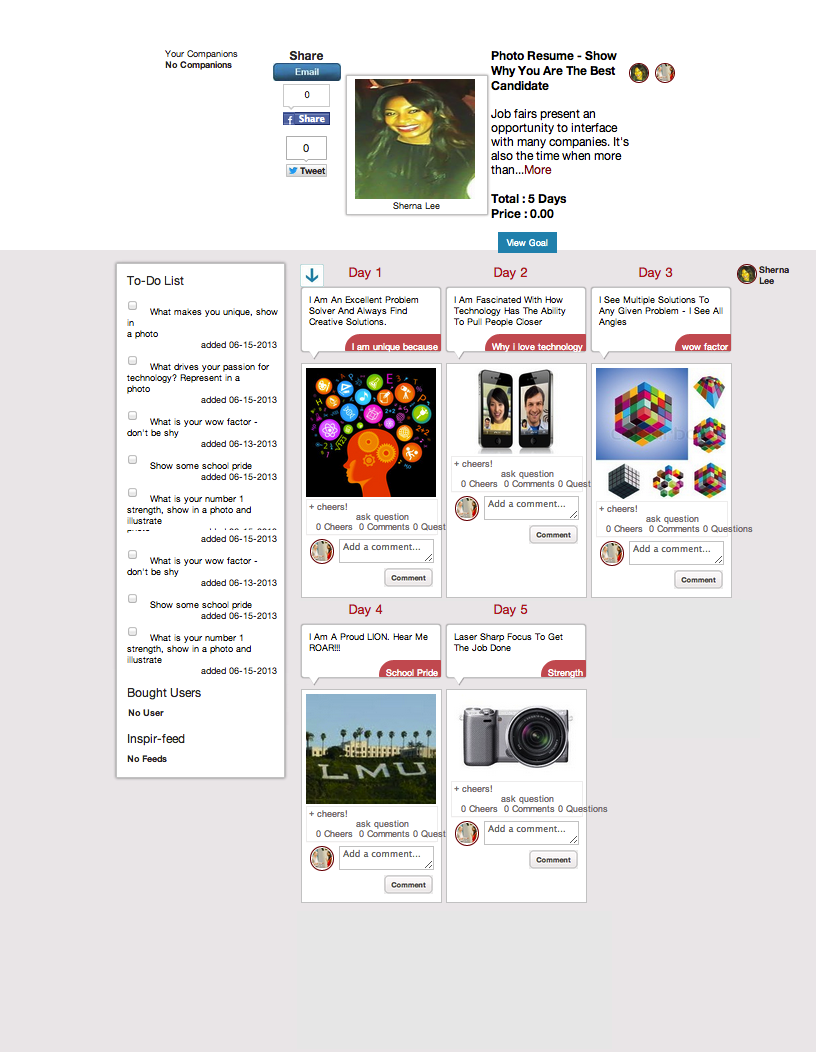 Your Companions
No Companions
Share
Email
0
Share
0
Tweet
Sherna Lee
Photo Resume - Show
Why You Are The Best
Candidate
Job fairs present an
opportunity to interface
with many companies. It's
also the time when more
than...More
Total : 5 Days
Price : 0.00
View Goal
To-Do List
What makes you unique, show
in
a photo
added 06-15-2013
What drives your passion for
technology? Represent in a
photo
added 06-15-2013
What is your wow factor -
don't be shy
added 06-13-2013
Show some school pride
added 06-15-2013
What is your number 1
strength, show in a photo and
illustrate
added 06-15-2013
What is your wow factor -
don't be shy
added 06-13-2013
Show some school pride
added 06-15-2013
What is your number 1
strength, show in a photo and
illustrate
added 06-15-2013
Bought Users
No User
Inspir-feed
No Feeds
Day 1
I Am An Excellent Problem
Solver And Always Find
Creative Solutions.
I am unique because
+ cheers!
ask question
0 Cheers 0 Comments 0 Quest
Add a comment...
Comment
Day 2
I Am Fascinated With How
Technology Has The Ability
To Pull People Closer
Why i love technology
+ cheers!
ask question
0 Cheers 0 Comments 0 Quest
Add a comment...
Comment
Day 3
I See Multiple Solutions To
Any Given Problem - I See All
Angles
wow factor
+ cheers!
ask question
0 Cheers 0 Comments 0 Questions
Add a comment...
Comment
Sherna
Lee
Day 4
I Am A Proud LION. Hear Me
ROAR!!!
School Pride
LMU
+ cheers!
ask question
0 Cheers 0 Comments 0 Quest
Add a comment...
Comment
Day 5
Laser Sharp Focus To Get
The Job Done
Strength
+ cheers!
ask question
0 Cheers 0 Comments 0 Questions
Add a comment...
Comment